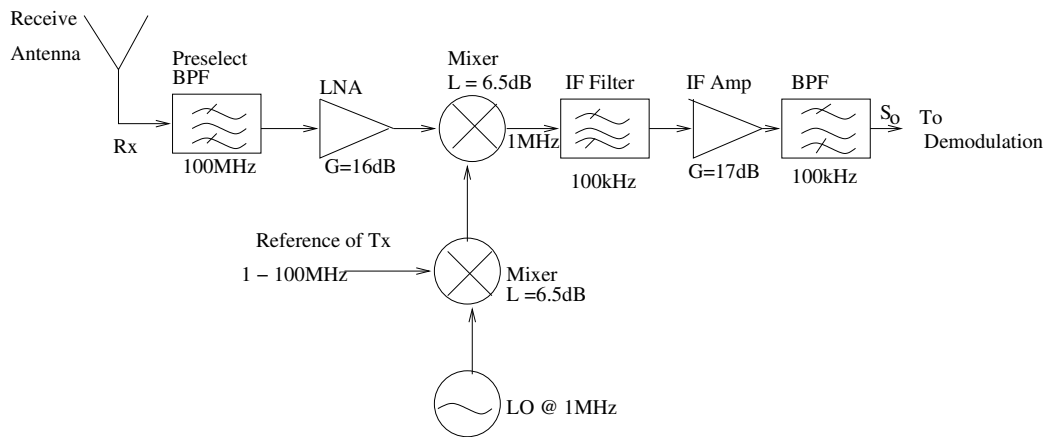 Receive
Antenna
Rx
Preselect
BPF
100MHz
LNA
G=16dB
Mixer
L = 6.5dB
1MHz
IF Filter
100kHz
IF Amp
G=17dB
BPF
100kHz
So
To
Demodulation
Reference of Tx
1 − 100MHz
Mixer
L =6.5dB
LO @ 1MHz